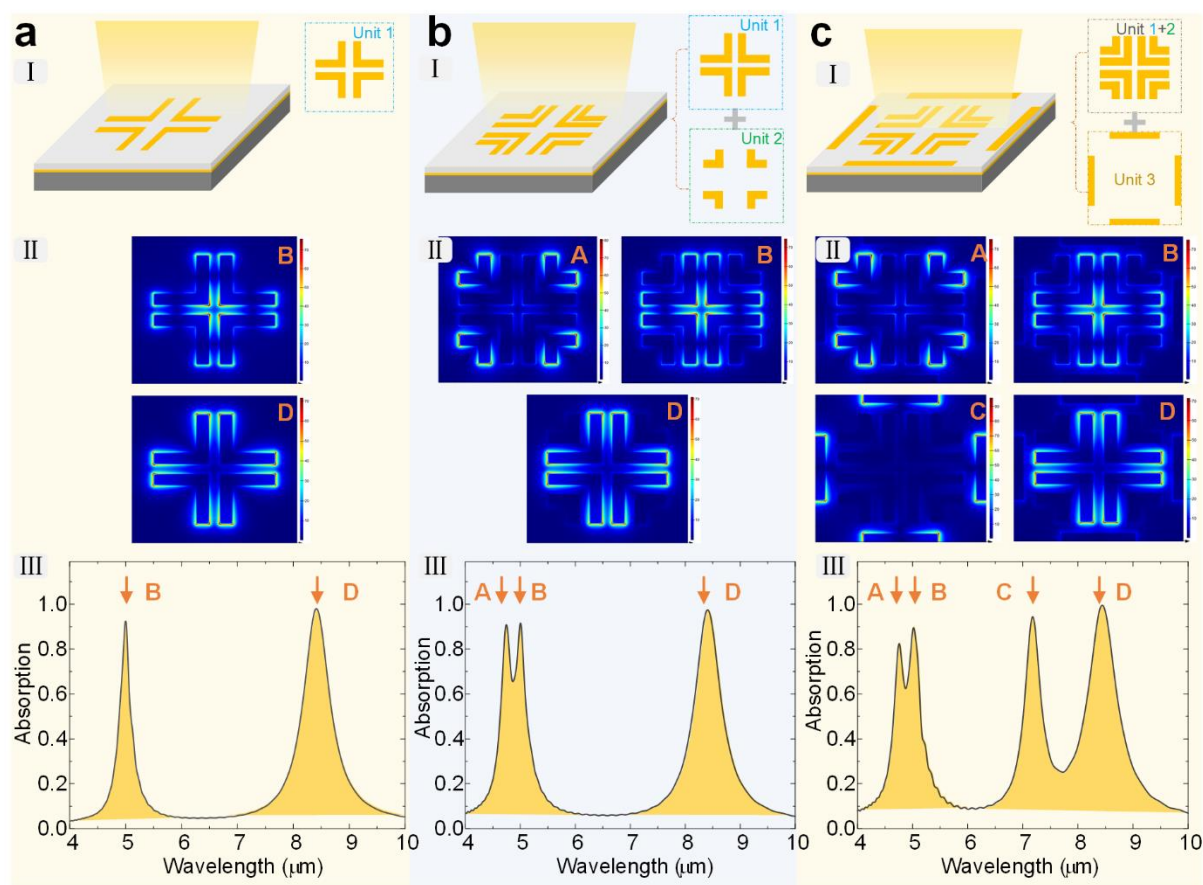 a
I
Unit 1
b
I
Unit 1
Unit 2
c
I
Unit 1+2
Unit 3
II
B
D
II
A
B
D
II
A
B
C
D
III
B
D
1.0
0.8
0.6
0.4
0.2
0.0
Absorption
4 5 6 7 8 9 10
Wavelength (μm)
III
A B D
1.0
0.8
0.6
0.4
0.2
0.0
Absorption
4 5 6 7 8 9 10
Wavelength (μm)
III
A B C D
1.0
0.8
0.6
0.4
0.2
0.0
Absorption
4 5 6 7 8 9 10
Wavelength (μm)